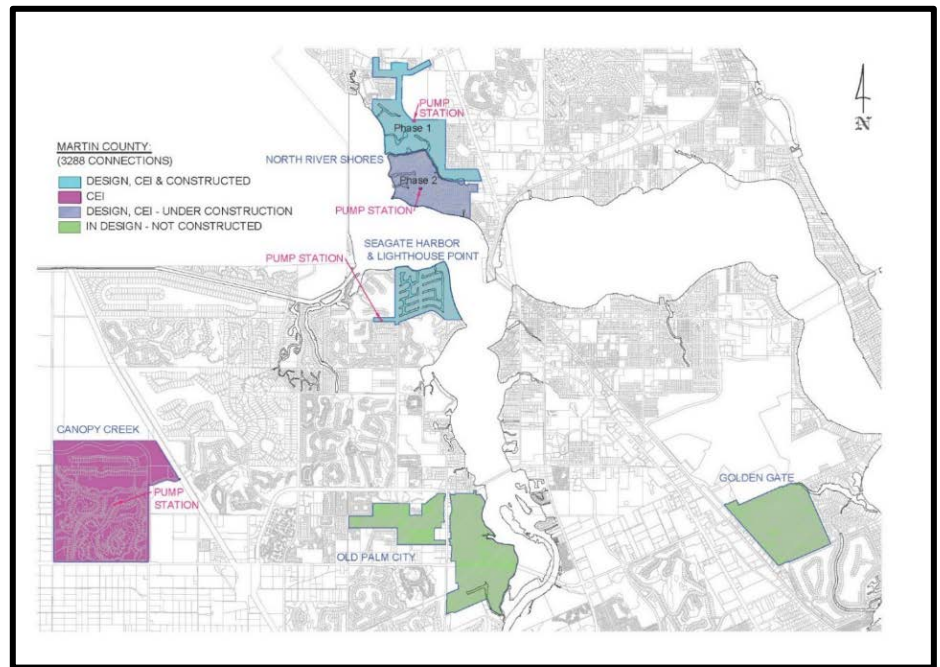 N
PUMP
STATION
Phase 1
MARTIN COUNTY:
(3288 CONNECTIONS)
DESIGN, CEI & CONSTRUCTED
CEI
DESIGN, CEI - UNDER CONSTRUCTION
IN DESIGN - NOT CONSTRUCTED
NORTH RIVER SHORES
Phase 2
PUMP STATION
SEAGATE HARBOR
& LIGHTHOUSE POINT
PUMP STATION
CANOPY CREEK
PUMP
STATION
GOLDEN GATE
OLD PALM CITY